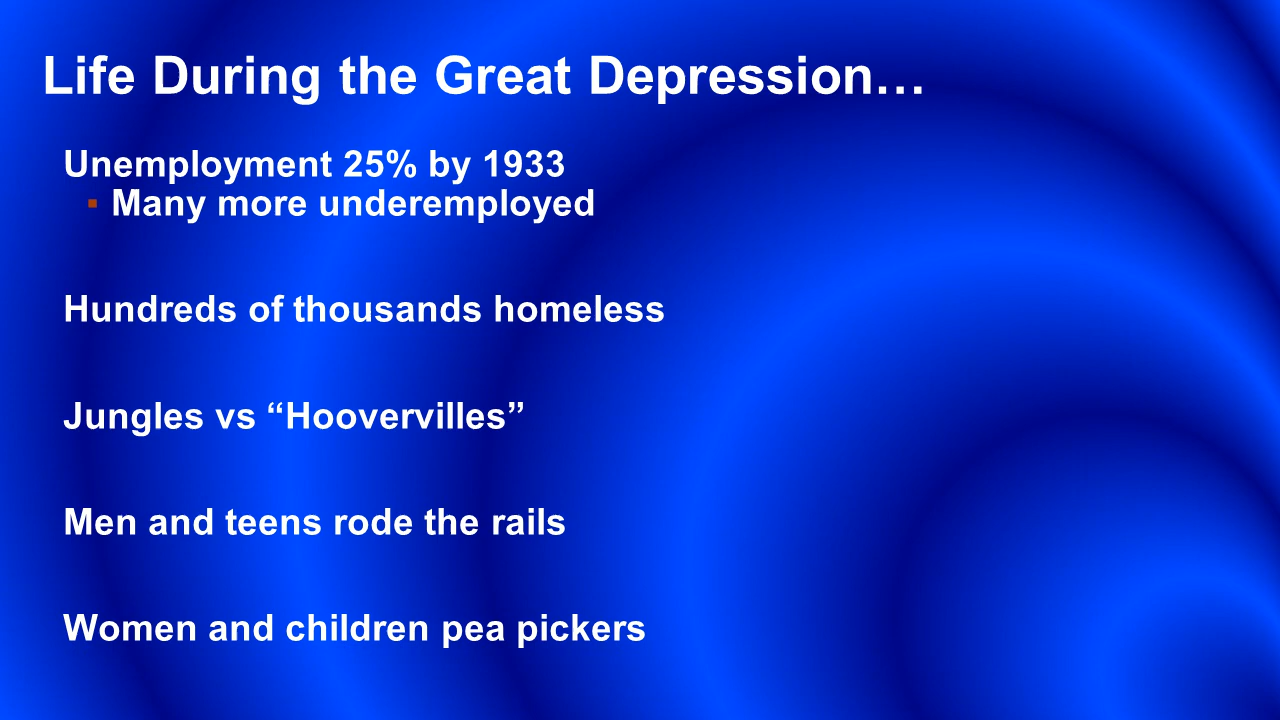 Life During the Great Depression…
Unemployment 25% by 1933
▪ Many more underemployed
Hundreds of thousands homeless
Jungles vs “Hoovervilles”
Men and teens rode the rails
Women and children pea pickers